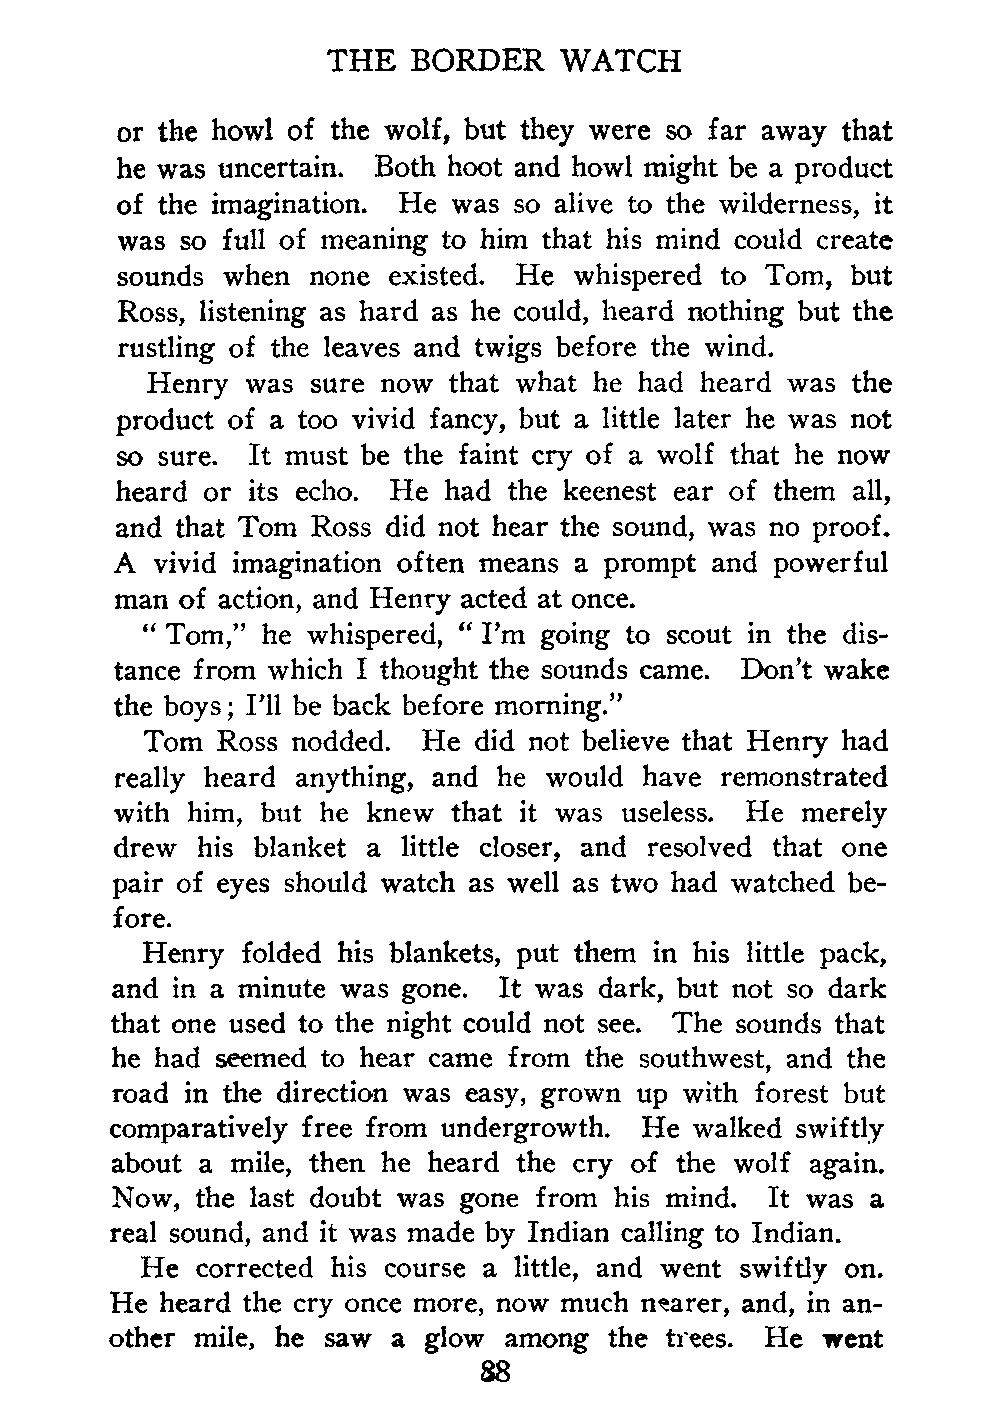 THE BORDER WATCH
or the howl of the wolf, but they were so far away that
he was uncertain. Both hoot and howl might be a product
of the imagination. He was so alive to the wilderness, it
was so full of meaning to him that his mind could create
sounds when none existed. He whispered to Tom, but
Ross, listening as hard as he could, heard nothing but the
rustling of the leaves and twigs before the wind.
Henry was sure now that what he had heard was the
product of a too vivid fancy, but a little later he was not
so sure. It must be the faint cry of a wolf that he now
heard or its echo. He had the keenest ear of them all,
and that Tom Ross did not hear the sound, was no proof.
A vivid imagination often means a prompt and powerful
man of action, and Henry acted at once.
“ Tom,” he whispered, “ I’m going to scout in the dis-
tance from which I thought the sounds came. Don’t wake
the boys; I’ll be back before morning.”
Tom Ross nodded. He did not believe that Henry had
really heard anything, and he would have remonstrated
with him, but he knew that it was useless. He merely
drew his blanket a little closer, and resolved that one
pair of eyes should watch as well as two had watched be-
fore.
Henry folded his blankets, put them in his little pack,
and in a minute was gone. It was dark, but not so dark
that one used to the night could not see. The sounds that
he had seemed to hear came from the southwest, and the
road in the direction was easy, grown up with forest but
comparatively free from undergrowth. He walked swiftly
about a mile, then he heard the cry of the wolf again.
Now, the last doubt was gone from his mind. It was a
real sound, and it was made by Indian calling to Indian.
He corrected his course a little, and went swiftly on.
He heard the cry once more, now much nearer, and, in an-
other mile, he saw a glow among the trees. He went
88